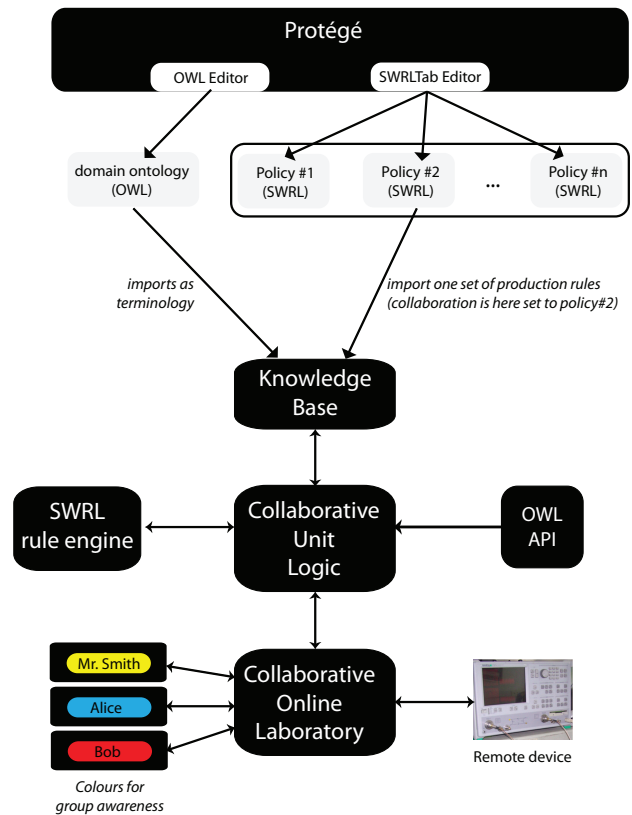 Protégé
OWL Editor
SWRLTab Editor
domain ontology
(OWL)
Policy #1
(SWRL)
Policy #2
(SWRL)
...
Policy #n
(SWRL)
imports as
terminology
import one set of production rules
(collaboration is here set to policy#2)
Knowledge
Base
SWRL
rule engine
Collaborative
Unit
Logic
OWL
API
Mr. Smith
Alice
Bob
Collaborative
Online
Laboratory
Remote device
Colours for
group awareness